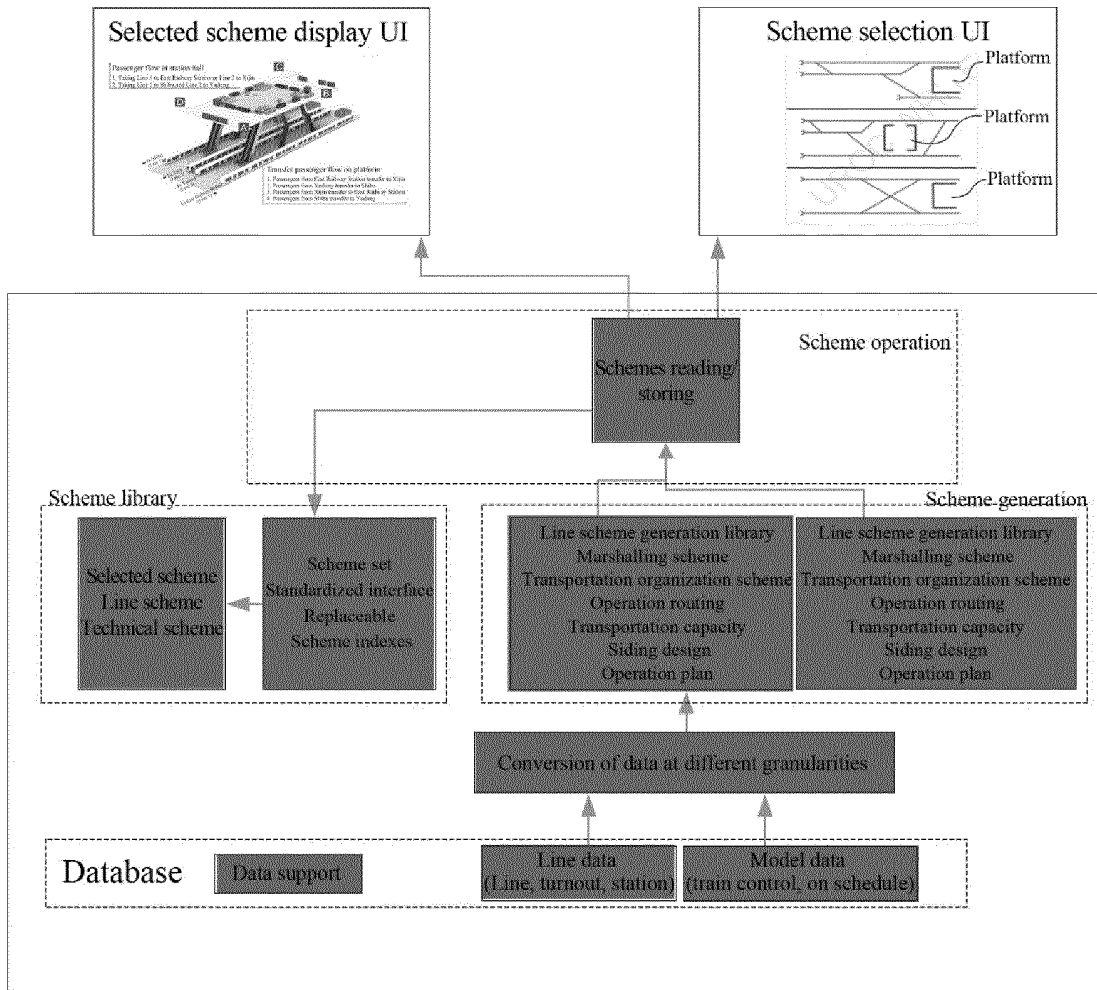 Selected scheme display UI
Passenger flow in station hall
C
D
B
A
Transfer passenger flow on platform
Scheme selection UI
Platform
Platform
Platform
Scheme operation
Schemes reading/
storing
Scheme library
Selected scheme
Line scheme
Technical scheme
Scheme set
Standardized interface
Replaceable
Scheme indexes
Scheme generation
Line scheme generation library
Marshalling scheme
Transportation organization scheme
Operation routing
Transportation capacity
Siding design
Operation plan
Line scheme generation library
Marshalling scheme
Transportation organization scheme
Operation routing
Transportation capacity
Siding design
Operation plan
Conversion of data at different granularities
Database
Data support
Line data
(Line, turnout, station)
Model data
(train control, on schedule)